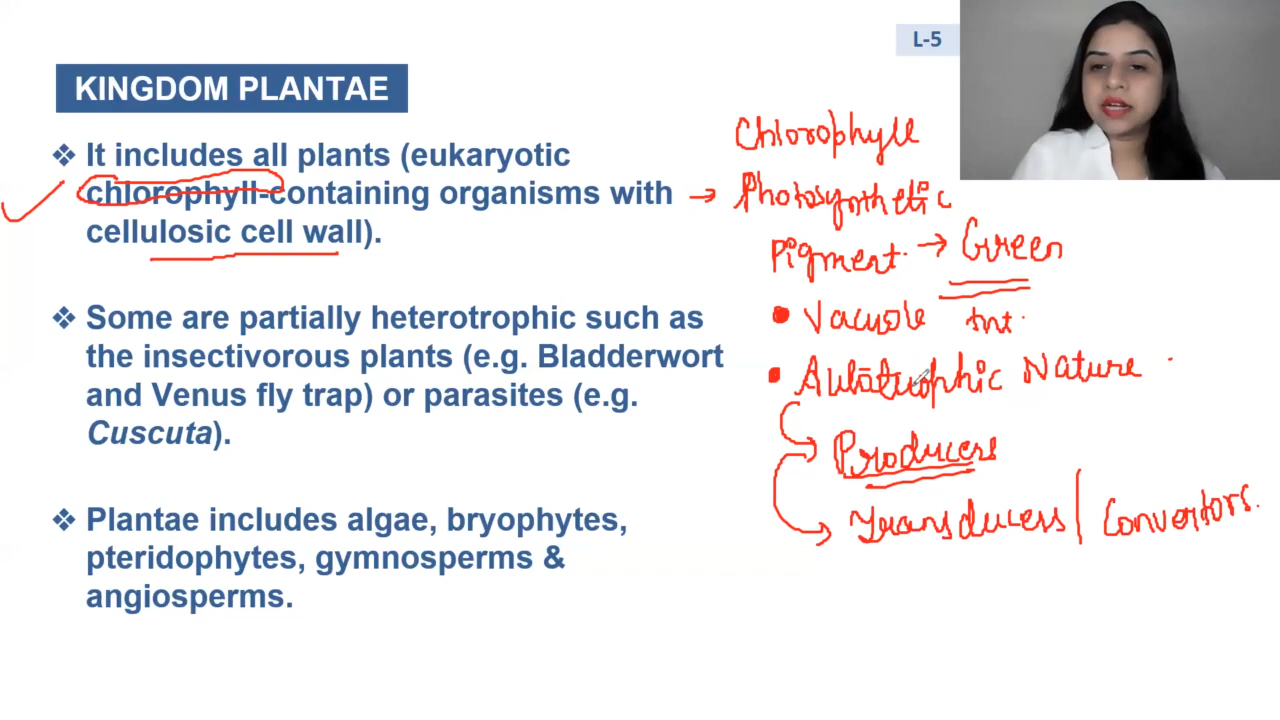 L-5
KINGDOM PLANTAE
❖ It includes all plants (eukaryotic
chlorophyll-containing organisms with
cellulosic cell wall).
❖ Some are partially heterotrophic such as
the insectivorous plants (e.g. Bladderwort
and Venus fly trap) or parasites (e.g.
Cuscuta).
❖ Plantae includes algae, bryophytes,
pteridophytes, gymnosperms &
angiosperms.
Chlorophyll
→ Photosynthetic
Pigment. → Green
• Vacuole tnt.
• Autotrophic Nature.
Producers
Transducers | Convertors.